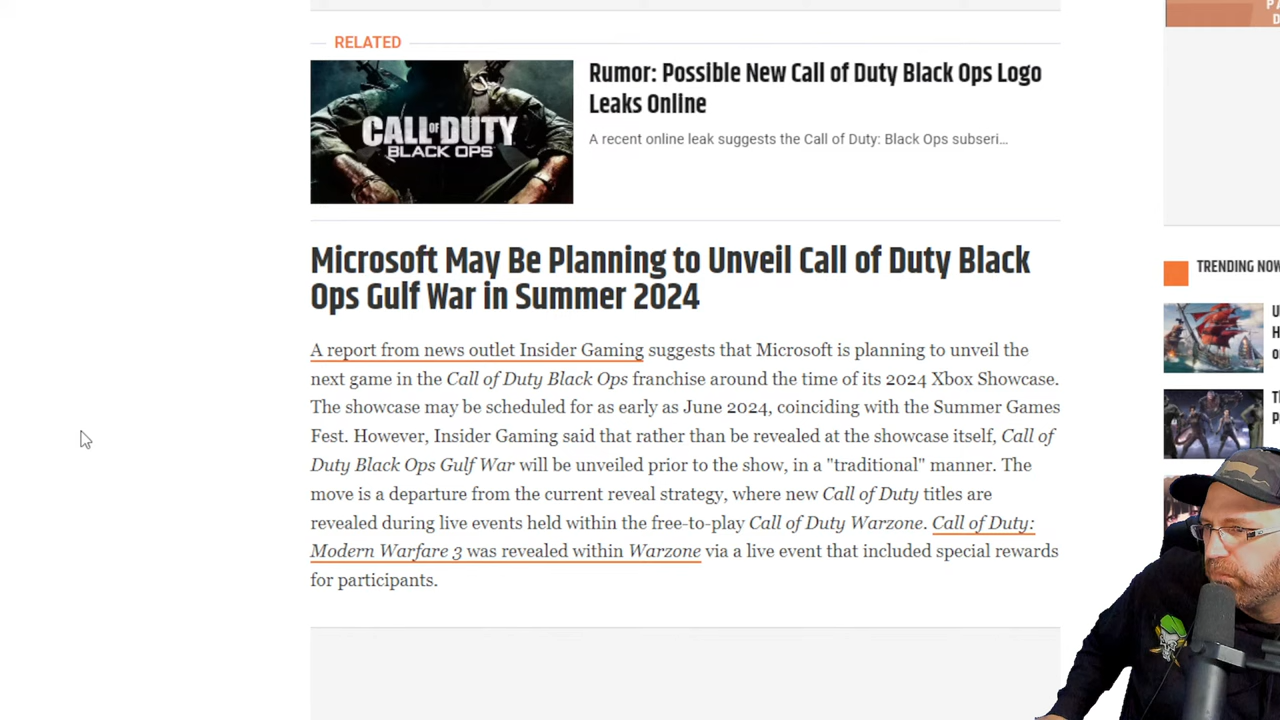 P A
D
RELATED
CALL OF DUTY
BLACK OPS
Rumor: Possible New Call of Duty Black Ops Logo
Leaks Online
A recent online leak suggests the Call of Duty: Black Ops subseri...
Microsoft May Be Planning to Unveil Call of Duty Black
Ops Gulf War in Summer 2024
A report from news outlet Insider Gaming suggests that Microsoft is planning to unveil the
next game in the Call of Duty Black Ops franchise around the time of its 2024 Xbox Showcase.
The showcase may be scheduled for as early as June 2024, coinciding with the Summer Games
Fest. However, Insider Gaming said that rather than be revealed at the showcase itself, Call of
Duty Black Ops Gulf War will be unveiled prior to the show, in a "traditional" manner. The
move is a departure from the current reveal strategy, where new Call of Duty titles are
revealed during live events held within the free-to-play Call of Duty Warzone. Call of Duty:
Modern Warfare 3 was revealed within Warzone via a live event that included special rewards
for participants.
TRENDING NOW